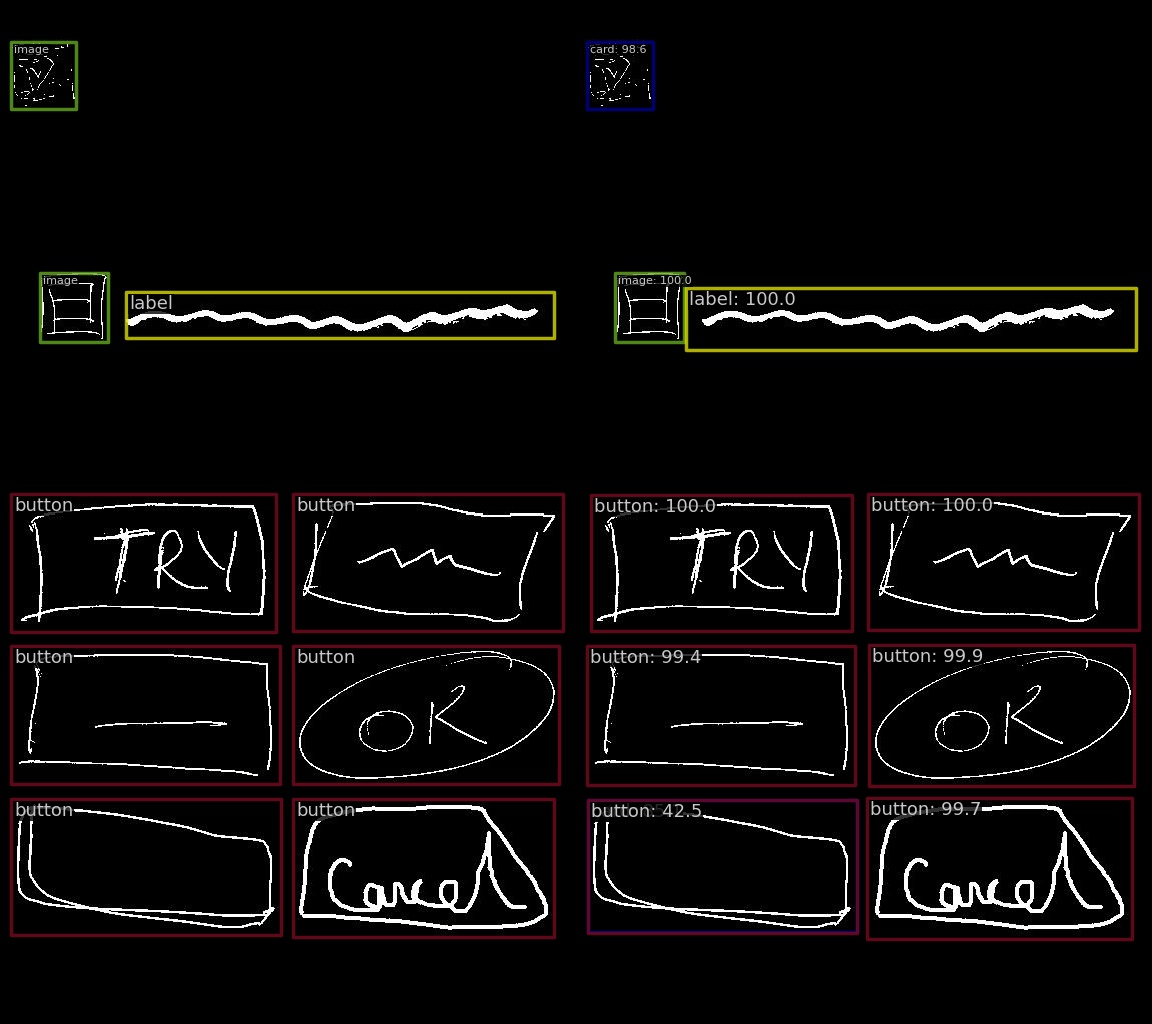 image card: 98.6
image image: 100.0
label label: 100.0
button button button: 100.0 button: 100.0
TRY TRY
button button button: 99.4 button: 99.9
OK OK
button button button: 42.5 button: 99.7
Cancel Cancel